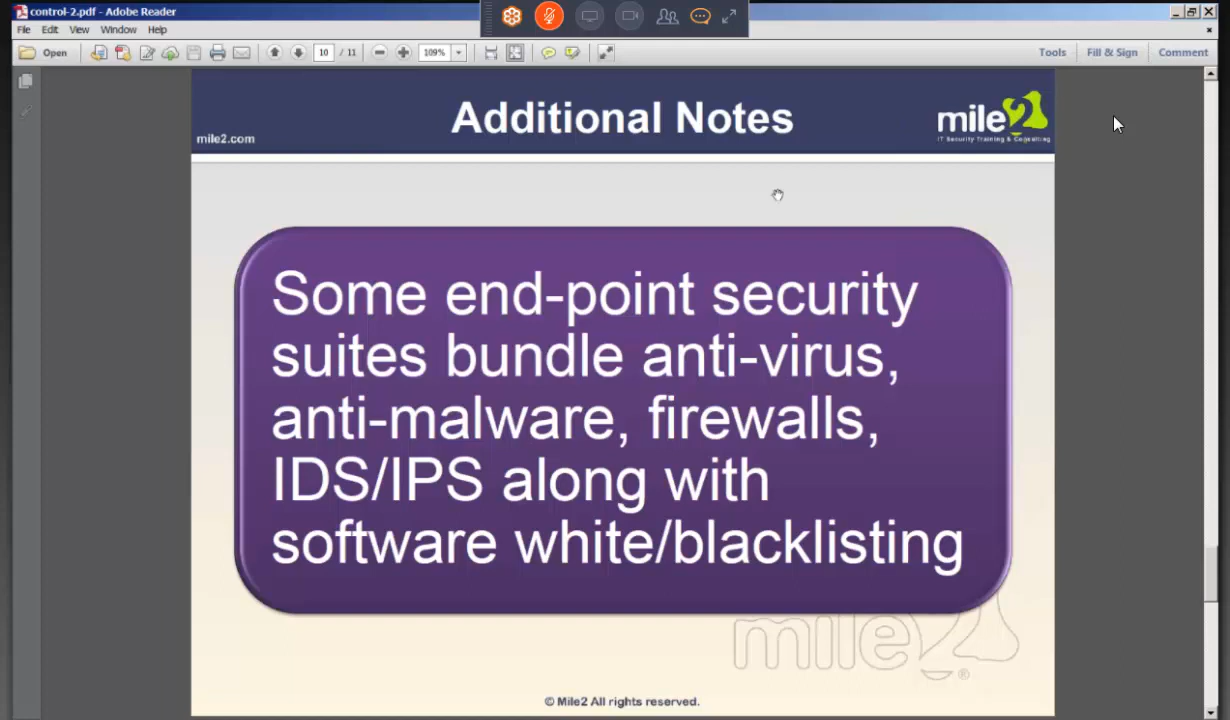 control-2.pdf - Adobe Reader
File Edit View Window Help
Open 10 / 11 109% Tools Fill & Sign Comment
Additional Notes
mile2.com
mile2
IT Security Training & Consulting
Some end-point security
suites bundle anti-virus,
anti-malware, firewalls,
IDS/IPS along with
software white/blacklisting
mile2®
© Mile2 All rights reserved.